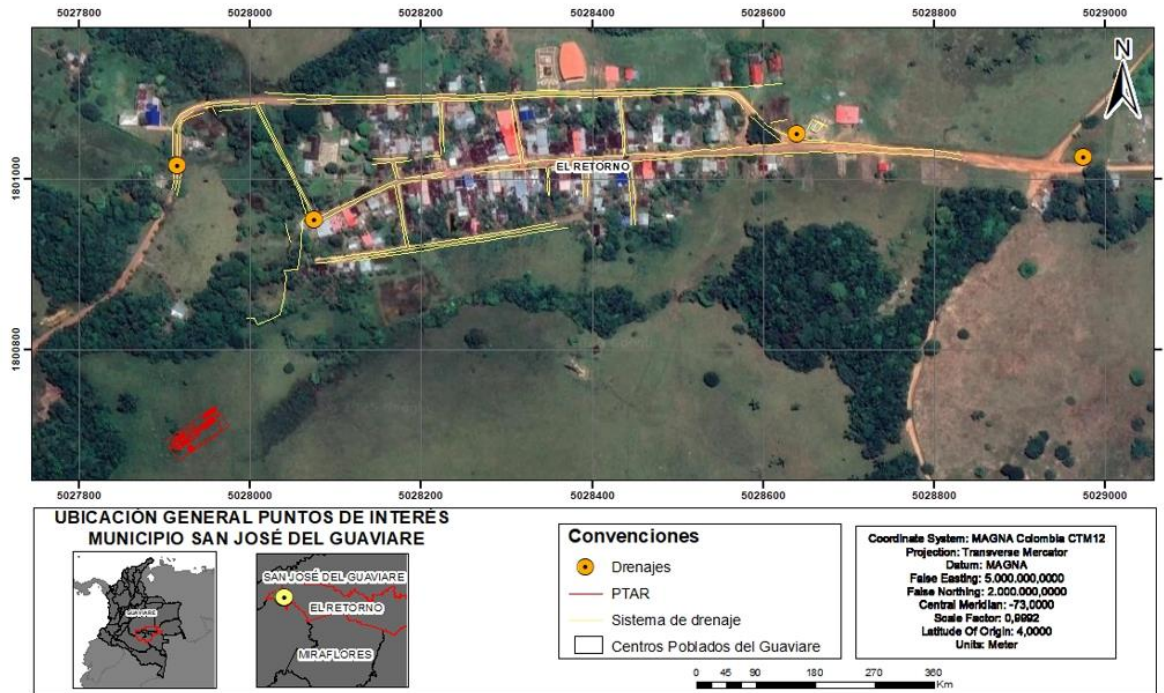 5027800 5028000 5028200 5028400 5028600 5028800 5029000
N
1801000
1801000
EL RETORNO
1800800
1800800
5027800 5028000 5028200 5028400 5028600 5028800 5029000
UBICACIÓN GENERAL PUNTOS DE INTERÉS
MUNICIPIO SAN JOSÉ DEL GUAVIARE
GUAVIARE
SAN JOSÉ DEL GUAVIARE
EL RETORNO
MIRAFLORES
Convenciones
Drenajes
PTAR
Sistema de drenaje
Centros Poblados del Guaviare
Coordinate System: MAGNA Colombia CTM12
Projection: Transverse Mercator
Datum: MAGNA
False Easting: 5.000.000,0000
False Northing: 2.000.000,0000
Central Meridian: -73,0000
Scale Factor: 0,9992
Latitude Of Origin: 4,0000
Units: Meter
0 45 90 180 270 360
Km